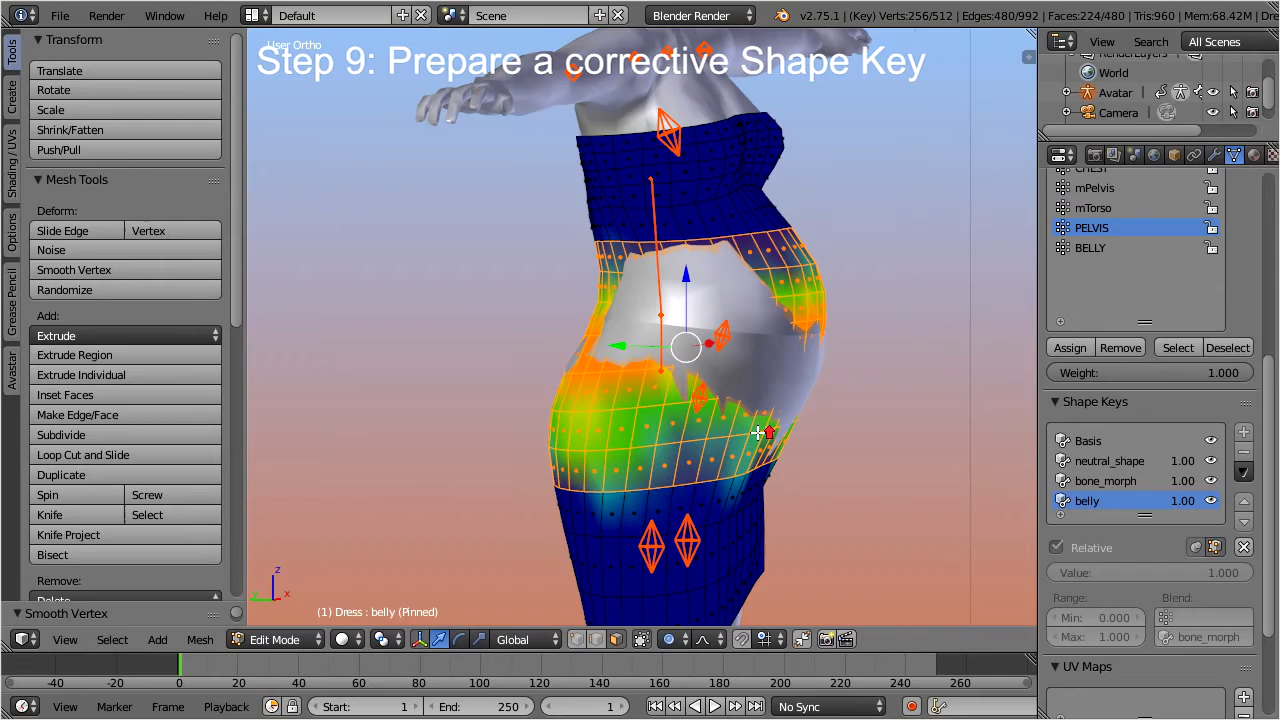 File Render Window Help Default Scene Blender Render v2.75.1 | (Key) Verts:256/512 | Edges:480/992 | Faces:224/480 | Tris:960 | Mem:68.42M |
Transform
Translate
Rotate
Scale
Shrink/Fatten
Push/Pull
Mesh Tools
Deform:
Slide Edge Vertex
Noise
Smooth Vertex
Randomize
Add:
Extrude
Extrude Region
Extrude Individual
Inset Faces
Make Edge/Face
Subdivide
Loop Cut and Slide
Duplicate
Spin Screw
Knife Select
Knife Project
Bisect
Remove:
Smooth Vertex
Tools
Create
Shading / UVs
Options
Grease Pencil
Avastar
User Ortho
Step 9: Prepare a corrective Shape Key
z
y x
(1) Dress : belly (Pinned)
View Select Add Mesh Edit Mode Global
View Search All Scenes
World
Avatar
Camera
mPelvis
mTorso
PELVIS
BELLY
Assign Remove Select Deselect
Weight: 1.000
Shape Keys
Basis
neutral_shape 1.00
bone_morph 1.00
belly 1.00
Relative
Value: 1.000
Range: Blend:
Min: 0.000
Max: 1.000 bone_morph
UV Maps
-40 -20 0 20 40 60 80 100 120 140 160 180 200 220 240 260
View Marker Frame Playback Start: 1 End: 250 1 No Sync